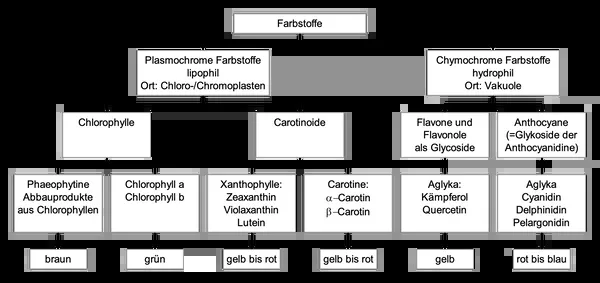 Farbstoffe
Plasmochrome Farbstoffe
lipophil
Ort: Chloro-/Chromoplasten
Chymochrome Farbstoffe
hydrophil
Ort: Vakuole
Chlorophylle
Carotinoide
Flavone und
Flavonole
als Glycoside
Anthocyane
(=Glykoside der
Anthocyanidine)
Phaeophytine
Abbauprodukte
aus Chlorophyllen
Chlorophyll a
Chlorophyll b
Xanthophylle:
Zeaxanthin
Violaxanthin
Lutein
Carotine:
α–Carotin
β–Carotin
Aglyka:
Kämpferol
Quercetin
Aglyka
Cyanidin
Delphinidin
Pelargonidin
braun
grün
gelb bis rot
gelb bis rot
gelb
rot bis blau